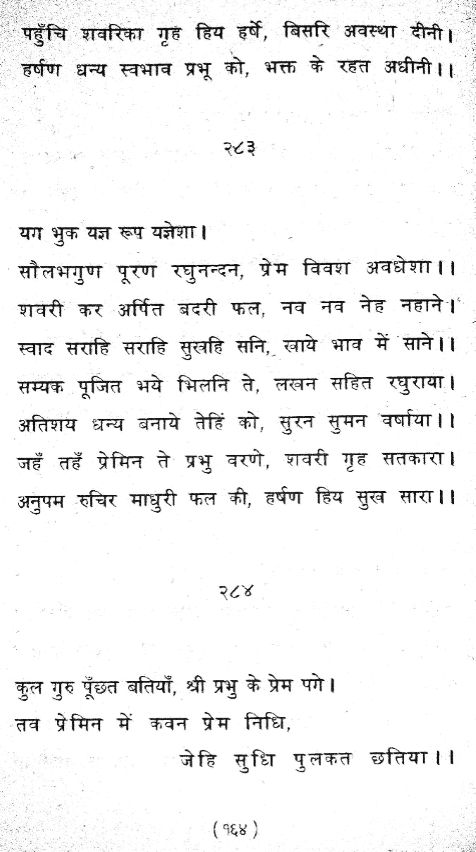 पहुँचि शवरिका गृह हिय हर्षे, बिसरि अवस्था दीनी।
हर्षण धन्य स्वभाव प्रभू को, भक्त के रहत अधीनी।।
२८३
यग भुक यज्ञ रूप यज्ञेशा।
सौलभगुण पूरण रघुनन्दन, प्रेम विवश अवधेशा।।
शवरी कर अर्पित बदरी फल, नव नव नेह नहाने।
स्वाद सराहि सराहि सुखहि सनि, खाये भाव में साने।।
सम्यक पूजित भये भिलनि ते, लखन सहित रघुराया।
अतिशय धन्य बनाये तेहिं को, सुरन सुमन वर्षाया।।
जहँ तहँ प्रेमिन ते प्रभु वरणे, शवरी गृह सतकारा।
अनुपम रुचिर माधुरी फल की, हर्षण हिय सुख सारा।।
२८४
कुल गुरु पूँछत बतियाँ, श्री प्रभु के प्रेम पगे।
तव प्रेमिन में कवन प्रेम निधि,
जेहि सुधि पुलकत छतिया।।
(१६४)